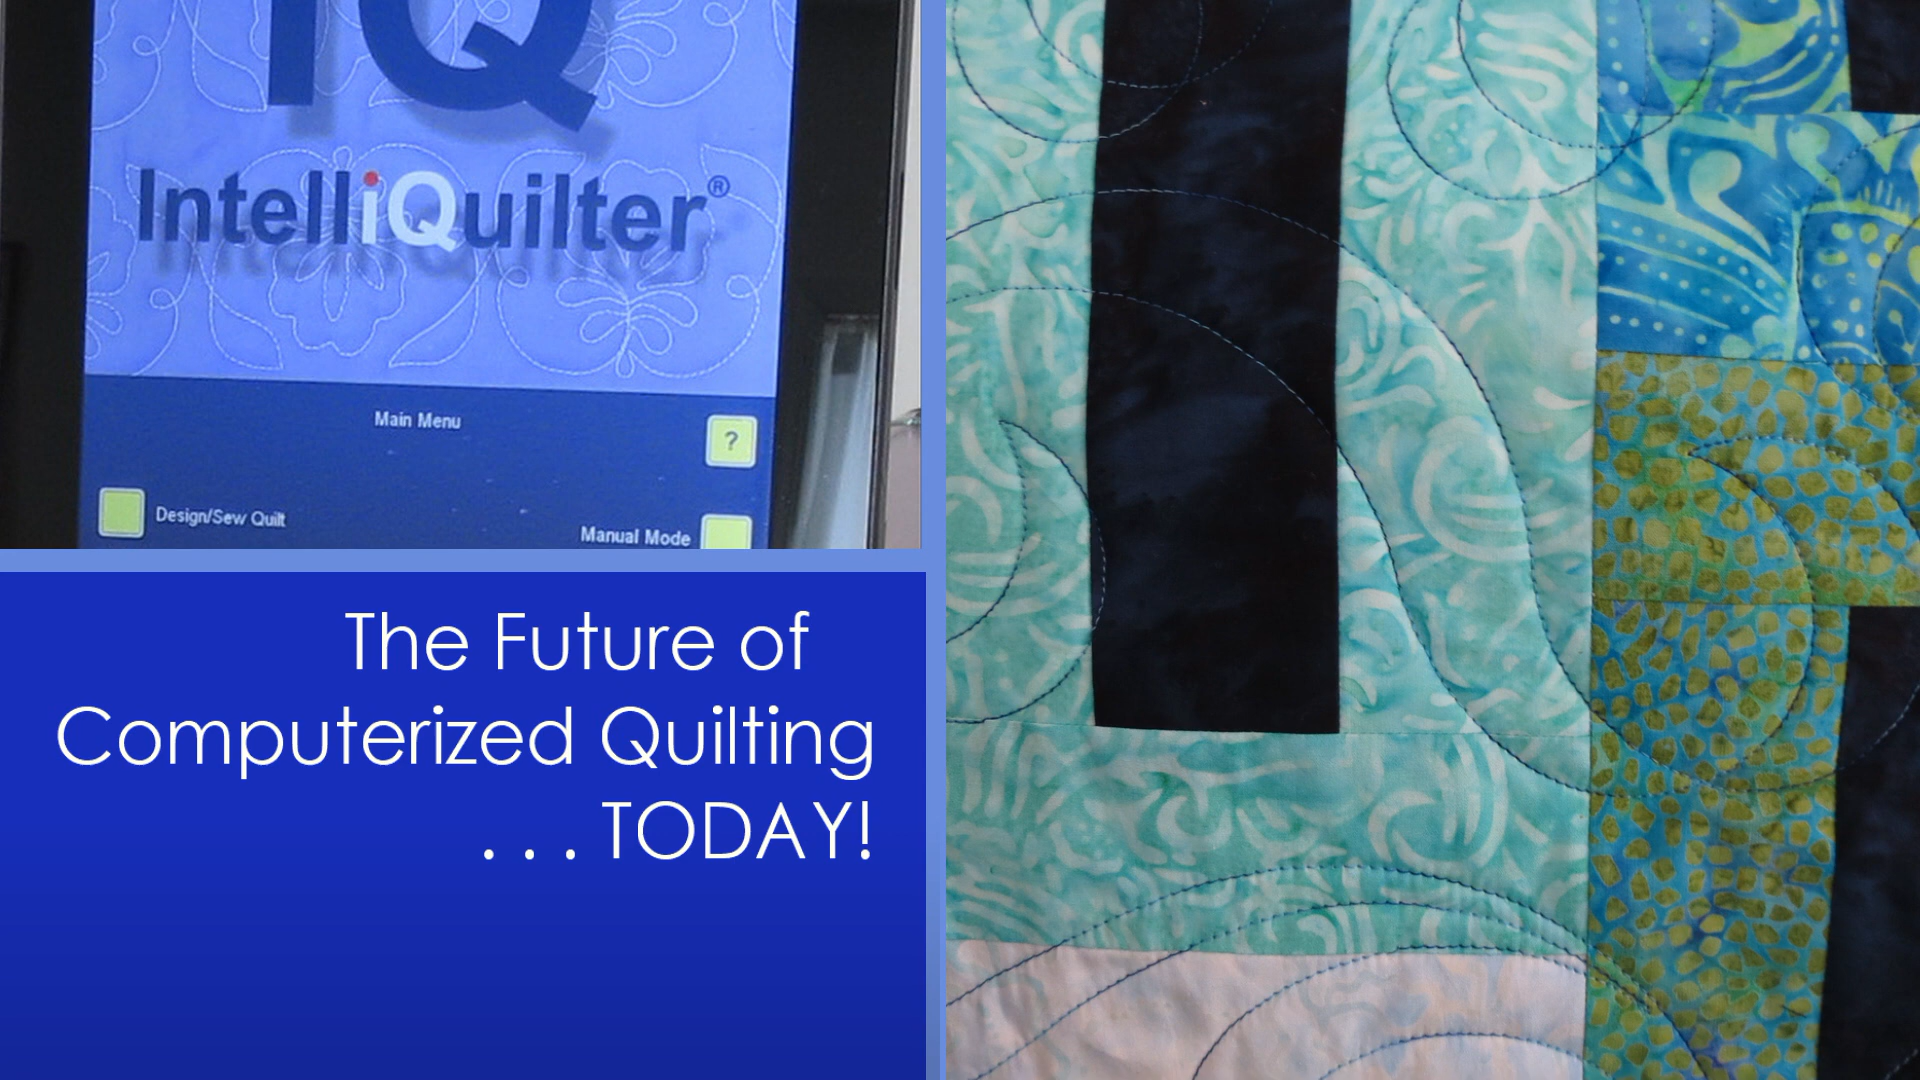 IQ
IntelliQuilter®
Main Menu
?
Design/Sew Quilt
Manual Mode
The Future of
Computerized Quilting
. . . TODAY!